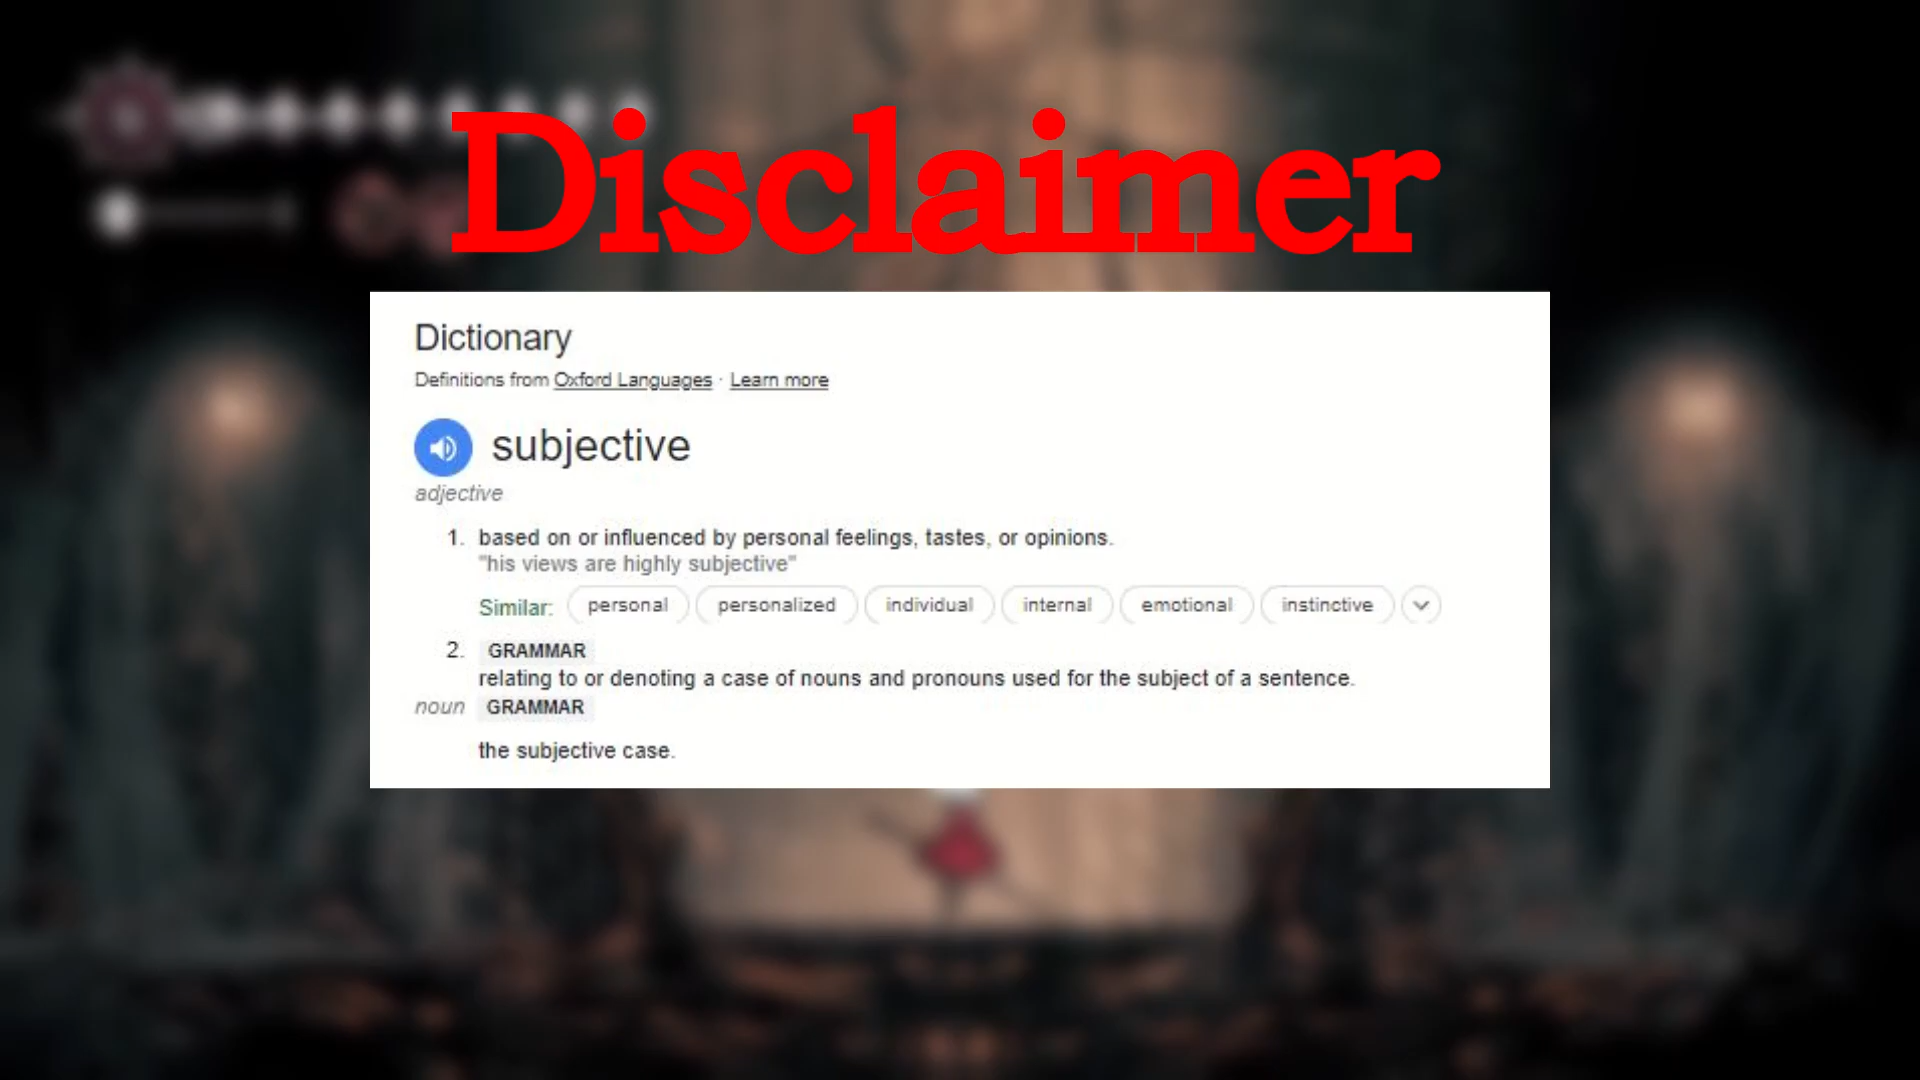 Disclaimer
Dictionary
Definitions from Oxford Languages · Learn more
subjective
adjective
1. based on or influenced by personal feelings, tastes, or opinions.
"his views are highly subjective"
Similar: personal personalized individual internal emotional instinctive
2. GRAMMAR
relating to or denoting a case of nouns and pronouns used for the subject of a sentence.
noun GRAMMAR
the subjective case.